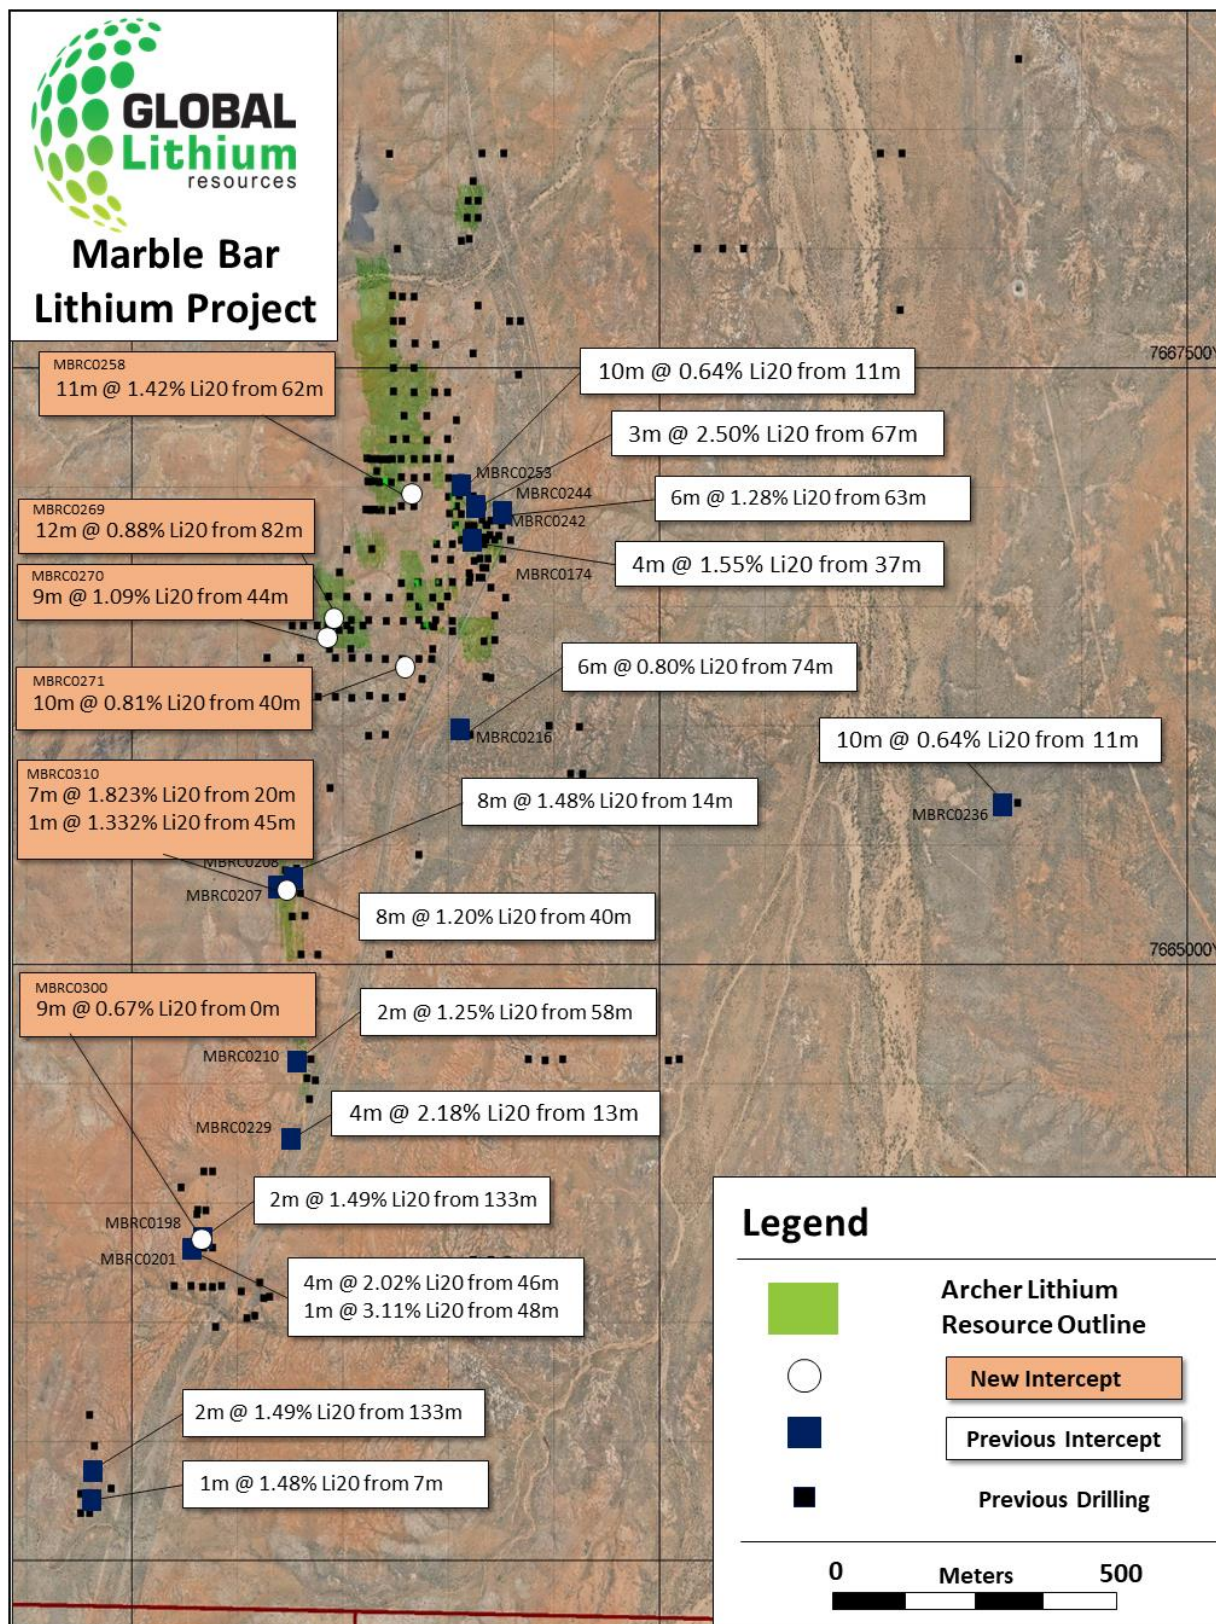 GLOBAL
Lithium
resources
Marble Bar
Lithium Project
MBRC0258
11m @ 1.42% Li20 from 62m
10m @ 0.64% Li20 from 11m
7667500Y
3m @ 2.50% Li20 from 67m
MBRC0253
MBRC0244
6m @ 1.28% Li20 from 63m
MBRC0242
MBRC0269
12m @ 0.88% Li20 from 82m
4m @ 1.55% Li20 from 37m
MBRC0174
MBRC0270
9m @ 1.09% Li20 from 44m
6m @ 0.80% Li20 from 74m
MBRC0271
10m @ 0.81% Li20 from 40m
MBRC0216
10m @ 0.64% Li20 from 11m
MBRC0236
MBRC0310
7m @ 1.823% Li20 from 20m
1m @ 1.332% Li20 from 45m
8m @ 1.48% Li20 from 14m
MBRC0208
MBRC0207
8m @ 1.20% Li20 from 40m
7665000Y
MBRC0300
9m @ 0.67% Li20 from 0m
2m @ 1.25% Li20 from 58m
MBRC0210
4m @ 2.18% Li20 from 13m
MBRC0229
2m @ 1.49% Li20 from 133m
MBRC0198
MBRC0201
4m @ 2.02% Li20 from 46m
1m @ 3.11% Li20 from 48m
2m @ 1.49% Li20 from 133m
1m @ 1.48% Li20 from 7m
Legend
Archer Lithium
Resource Outline
New Intercept
Previous Intercept
Previous Drilling
0 Meters 500